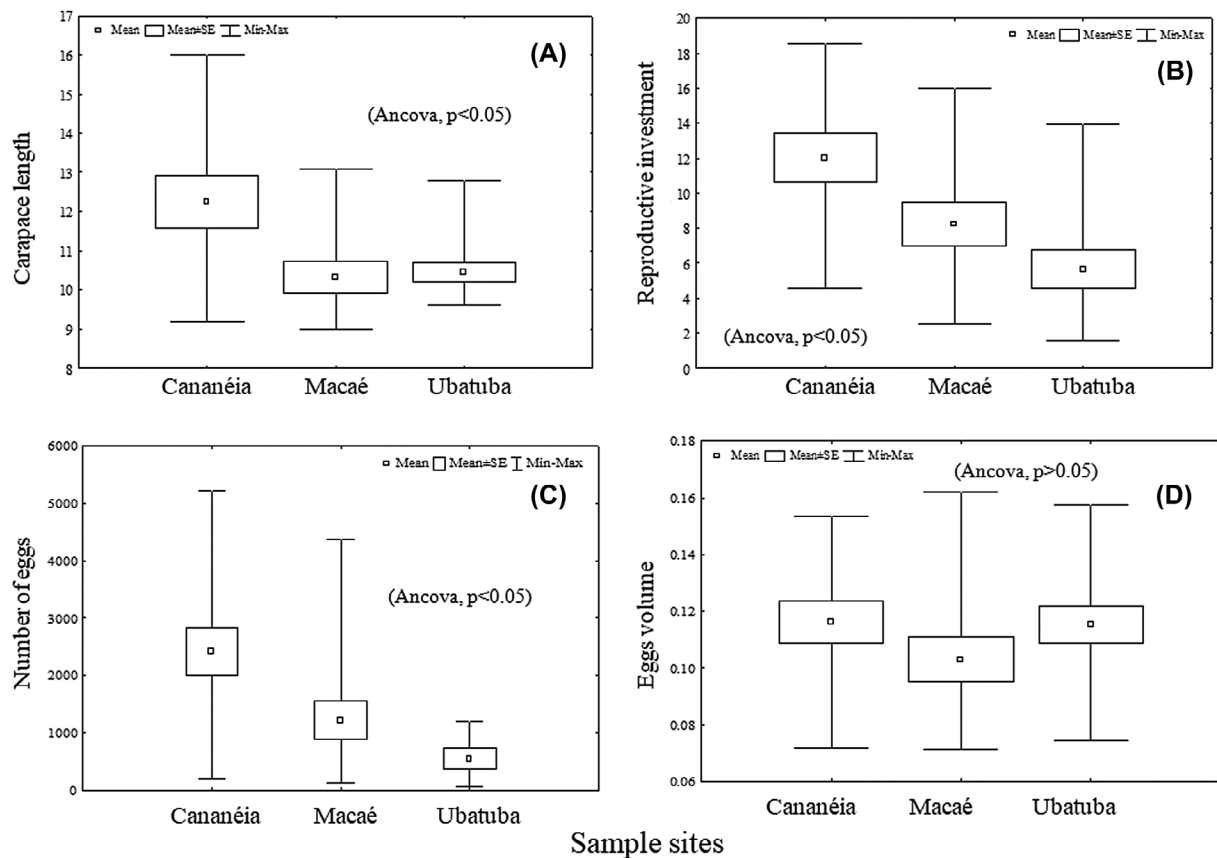 17
16
15
14
13
12
11
10
9
8
Mean Mean±SE Min-Max
(A)
(Ancova, p<0.05)
Carapace length
Cananéia Macaé Ubatuba
20
18
16
14
12
10
8
6
4
2
0
Mean Mean±SE Min-Max
(B)
(Ancova, p<0.05)
Reproductive investment
Cananéia Macaé Ubatuba
6000
5000
4000
3000
2000
1000
0
Mean Mean±SE Min-Max
(C)
(Ancova, p<0.05)
Number of eggs
Cananéia Macaé Ubatuba
0.18
0.16
0.14
0.12
0.10
0.08
0.06
Mean Mean±SE Min-Max
(Ancova, p>0.05)
(D)
Eggs volume
Cananéia Macaé Ubatuba
Sample sites